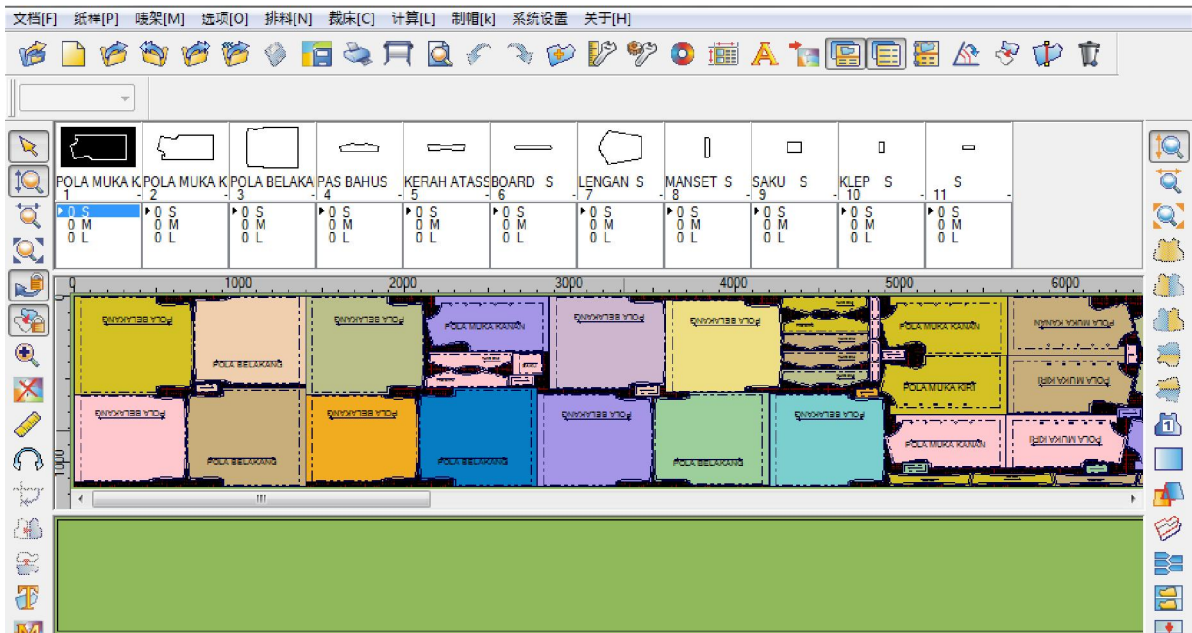 文档[F] 纸样[P] 唛架[M] 选项[O] 排料[N] 裁床[C] 计算[L] 制帽[k] 系统设置 关于[H]
POLA MUKA K POLA MUKA K POLA BELAKA PAS BAHUS KERAH ATASS BOARD S LENGAN S MANSET S SAKU S KLEP S S
1 - 2 - 3 - 4 - 5 - 6 - 7 - 8 - 9 - 10 - 11 -
0 S 0 S 0 S 0 S 0 S 0 S 0 S 0 S 0 S 0 S 0 S
0 M 0 M 0 M 0 M 0 M 0 M 0 M 0 M 0 M 0 M 0 M
0 L 0 L 0 L 0 L 0 L 0 L 0 L 0 L 0 L 0 L 0 L
0 1000 2000 3000 4000 5000 6000
0
POLA BELAKANG POLA BELAKANG POLA MUKA KANAN POLA BELAKANG POLA BELAKANG POLA MUKA KANAN POLA MUKA KANAN
POLA BELAKANG
POLA MUKA KIRI POLA MUKA KIRI
POLA BELAKANG POLA BELAKANG POLA BELAKANG POLA BELAKANG
POLA MUKA KANAN POLA MUKA KIRI
POLA BELAKANG POLA BELAKANG POLA BELAKANG
1000